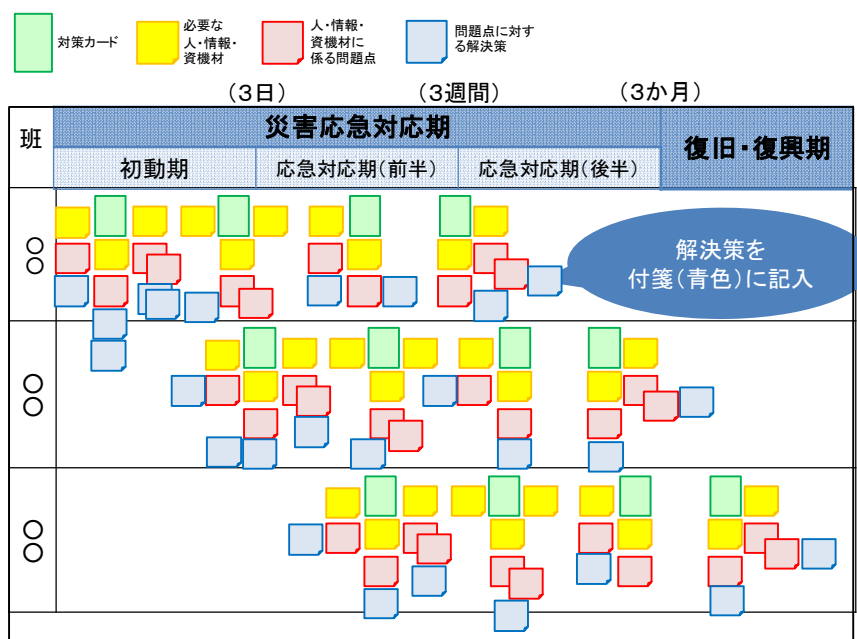 対策カード
必要な
人・情報・
資機材
人・情報・
資機材に
係る問題点
問題点に対す
る解決策
(3日)
(3週間)
(3か月)
班
災害応急対応期
復旧・復興期
初動期
応急対応期(前半)
応急対応期(後半)
○○
解決策を
付箋(青色)に記入
○○
○○